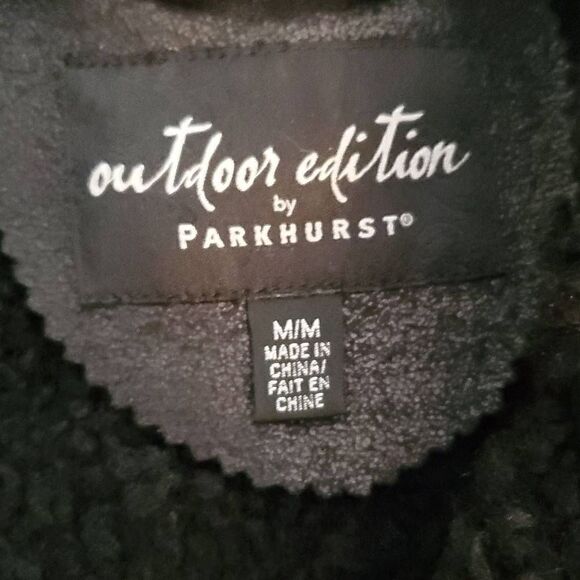 outdoor edition
by
PARKHURST®
M/M
MADE IN
CHINA/
FAIT EN
CHINE